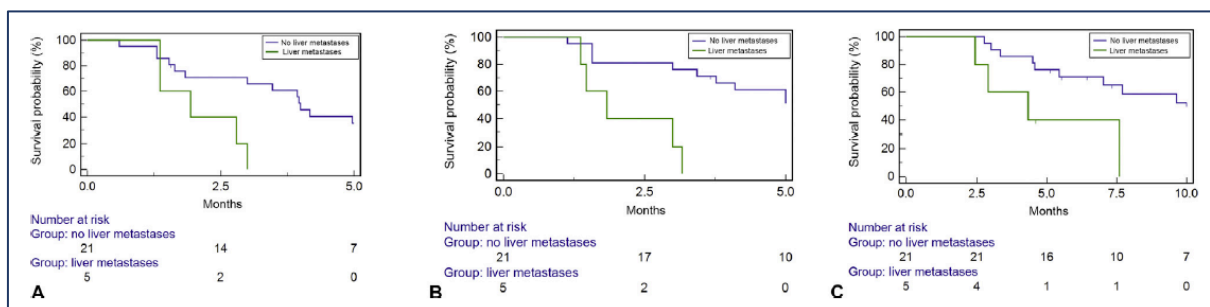 No liver metastases
Liver metastases
Survival probability (%)
100
80
60
40
20
0
0.0 2.5 5.0
Months
Number at risk
Group: no liver metastases
21 14 7
Group: liver metastases
5 2 0
A
No liver metastases
Liver metastases
Survival probability (%)
100
80
60
40
20
0
0.0 2.5 5.0
Months
Number at risk
Group: no liver metastases
21 17 10
Group: liver metastases
5 2 0
B
No liver metastases
Liver metastases
Survival probability (%)
100
80
60
40
20
0
0.0 2.5 5.0 7.5 10.0
Months
Number at risk
Group: no liver metastases
21 21 16 10 7
Group: liver metastases
5 4 1 1 0
C